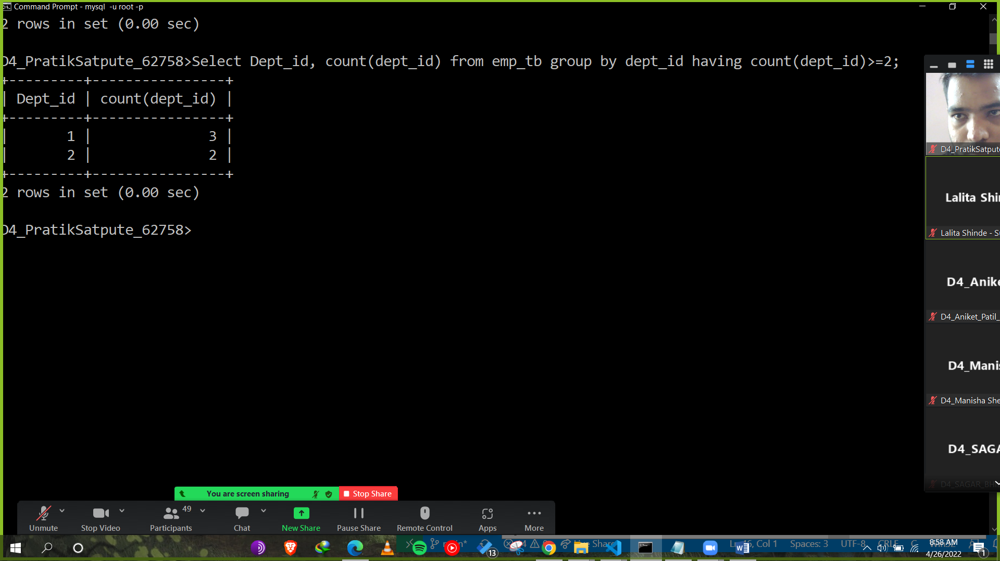 Command Prompt - mysql  -u root -p
2 rows in set (0.00 sec)
D4_PratikSatpute_62758>Select Dept_id, count(dept_id) from emp_tb group by dept_id having count(dept_id)>=2;
+---------+----------------+
| Dept_id | count(dept_id) |
+---------+----------------+
|       1 |              3 |
|       2 |              2 |
+---------+----------------+
2 rows in set (0.00 sec)
D4_PratikSatpute_62758>
D4_PratikSatpute
Lalita Shin
Lalita Shinde - Su
D4_Anike
D4_Aniket_Patil_
D4_Manis
D4_Manisha She
D4_SAGA
D4_SAGAR_BH
You are screen sharing
Stop Share
49
Unmute
Stop Video
Participants
Chat
New Share
Pause Share
Remote Control
Apps
More
13
Live Share
Col 1
Spaces: 3
UTF-8
CRLF
C
8:58 AM
4/26/2022
1